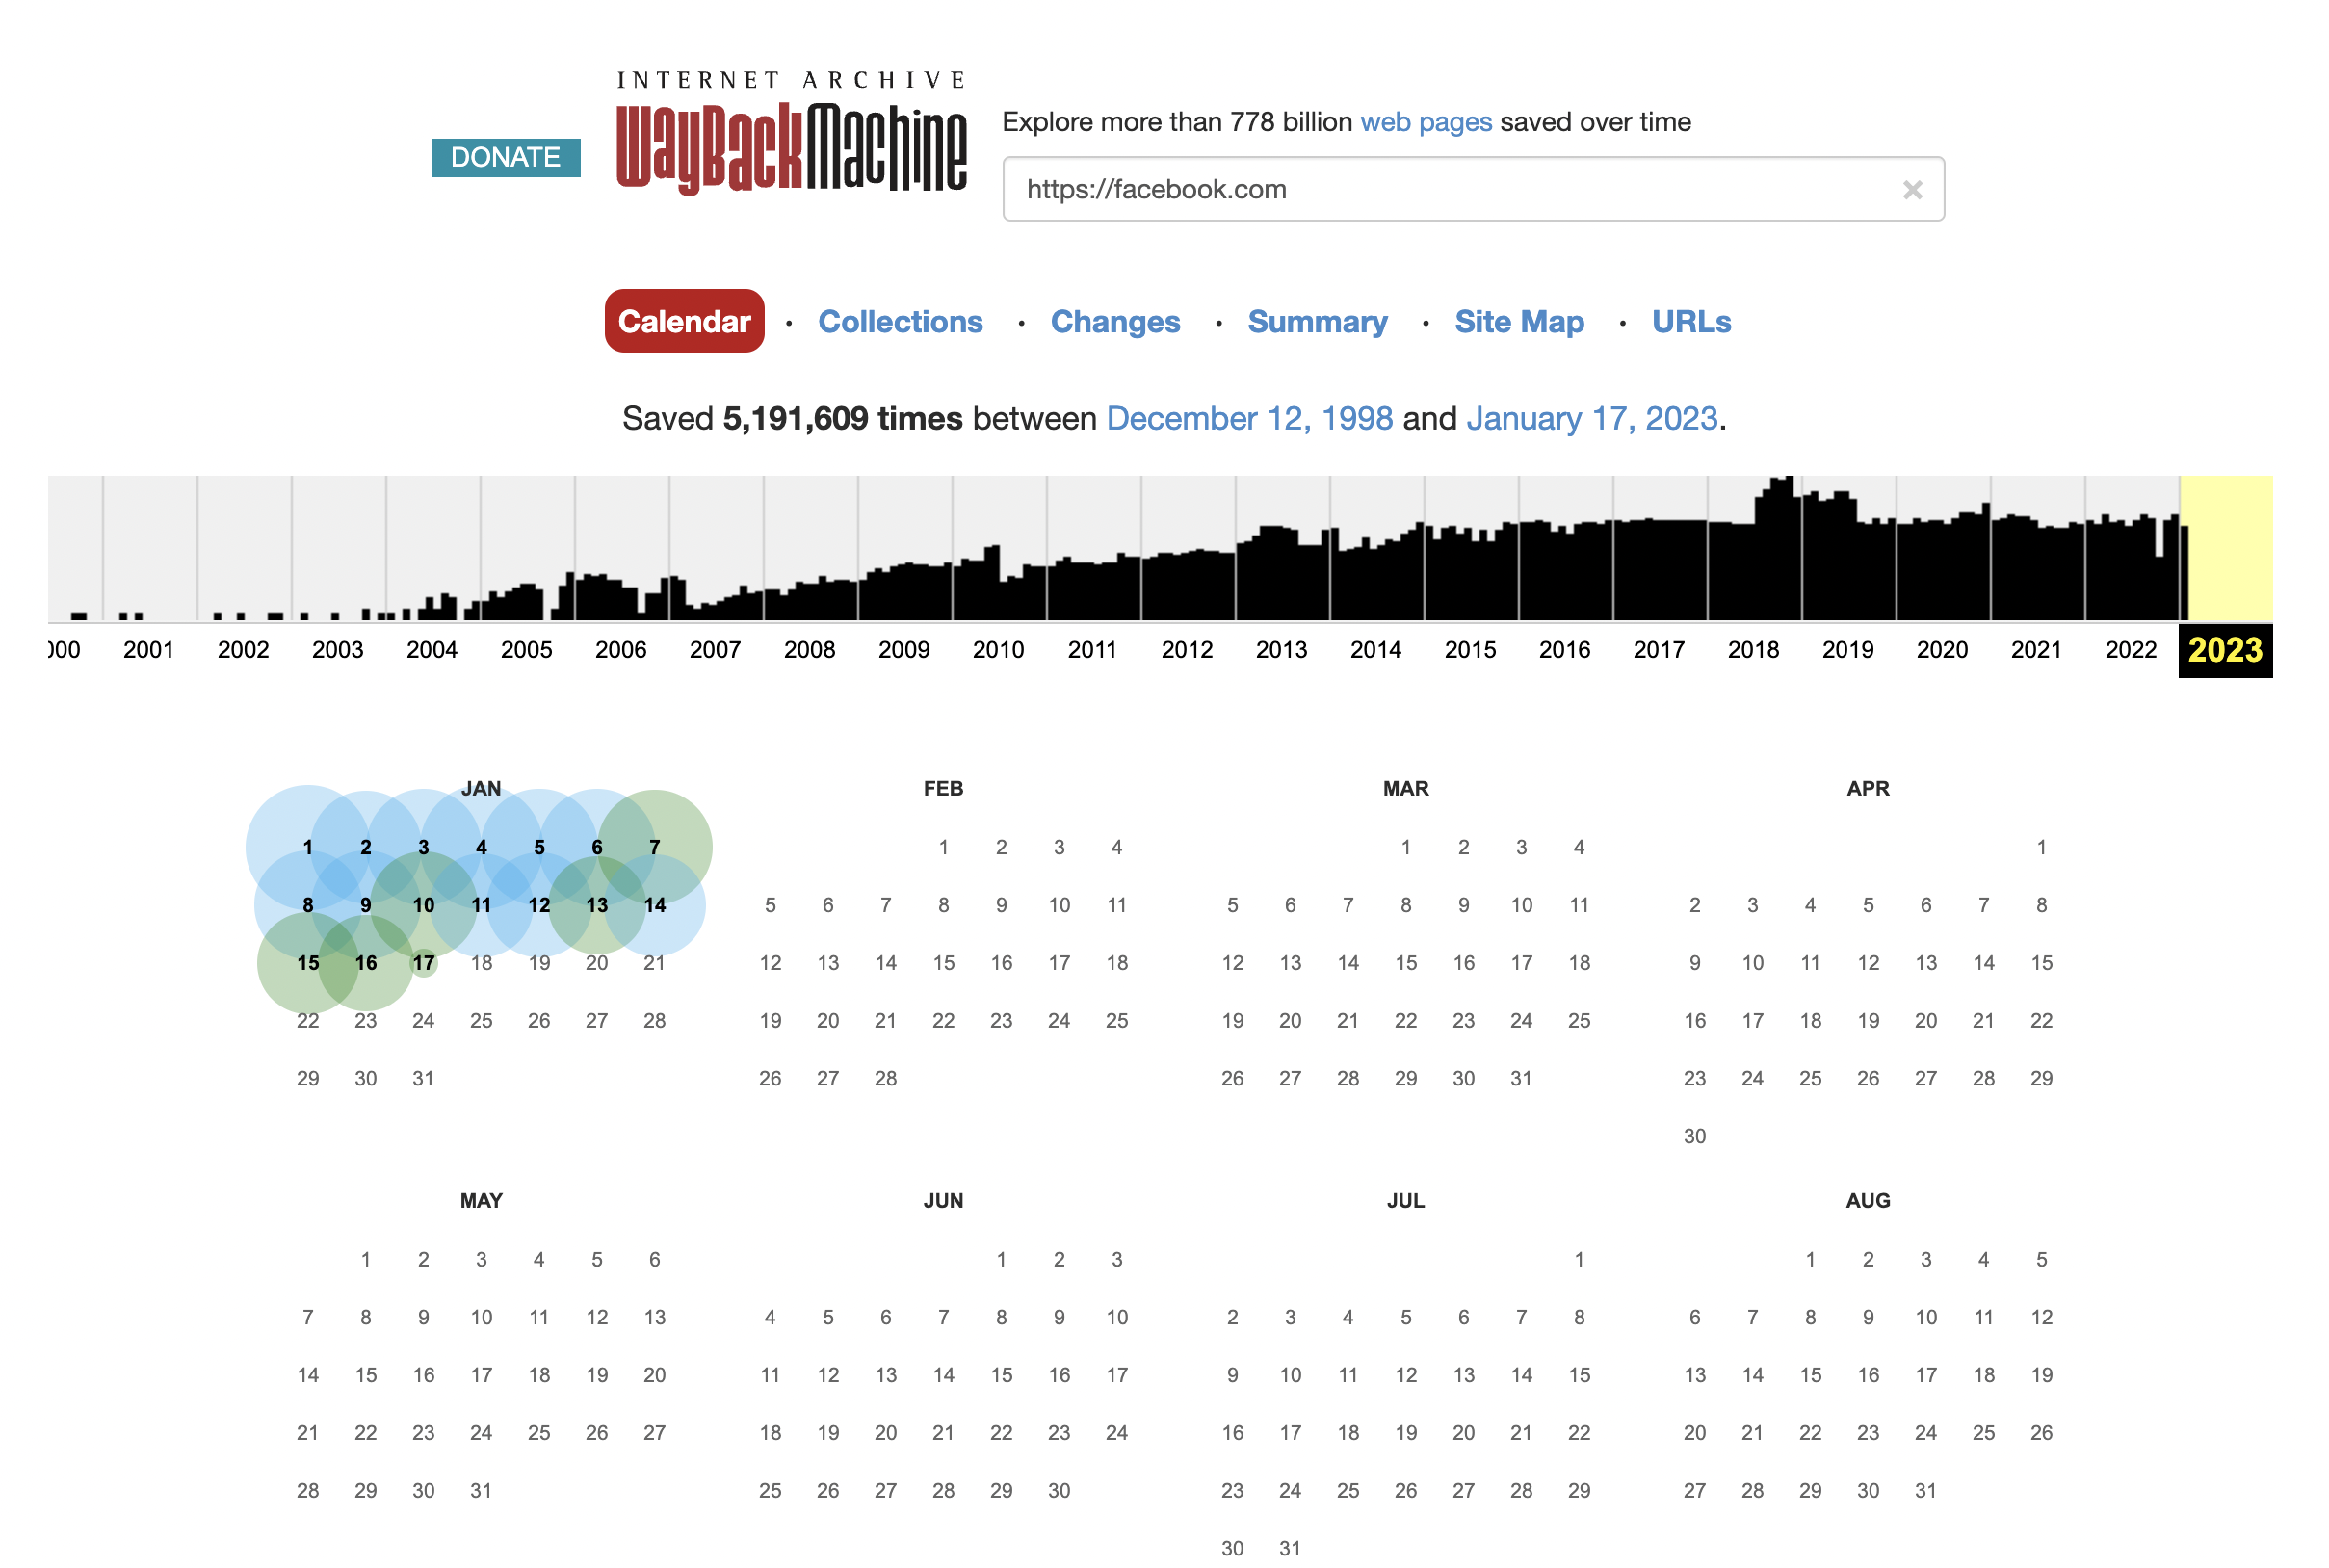 INTERNET ARCHIVE
WayBackMachine
DONATE
Explore more than 778 billion web pages saved over time
https://facebook.com ×
Calendar · Collections · Changes · Summary · Site Map · URLs
Saved 5,191,609 times between December 12, 1998 and January 17, 2023.
000 2001 2002 2003 2004 2005 2006 2007 2008 2009 2010 2011 2012 2013 2014 2015 2016 2017 2018 2019 2020 2021 2022 2023
JAN
1 2 3 4 5 6 7
8 9 10 11 12 13 14
15 16 17 18 19 20 21
22 23 24 25 26 27 28
29 30 31
FEB
1 2 3 4
5 6 7 8 9 10 11
12 13 14 15 16 17 18
19 20 21 22 23 24 25
26 27 28
MAR
1 2 3 4
5 6 7 8 9 10 11
12 13 14 15 16 17 18
19 20 21 22 23 24 25
26 27 28 29 30 31
APR
1
2 3 4 5 6 7 8
9 10 11 12 13 14 15
16 17 18 19 20 21 22
23 24 25 26 27 28 29
30
MAY
1 2 3 4 5 6
7 8 9 10 11 12 13
14 15 16 17 18 19 20
21 22 23 24 25 26 27
28 29 30 31
JUN
1 2 3
4 5 6 7 8 9 10
11 12 13 14 15 16 17
18 19 20 21 22 23 24
25 26 27 28 29 30
JUL
1
2 3 4 5 6 7 8
9 10 11 12 13 14 15
16 17 18 19 20 21 22
23 24 25 26 27 28 29
30 31
AUG
1 2 3 4 5
6 7 8 9 10 11 12
13 14 15 16 17 18 19
20 21 22 23 24 25 26
27 28 29 30 31